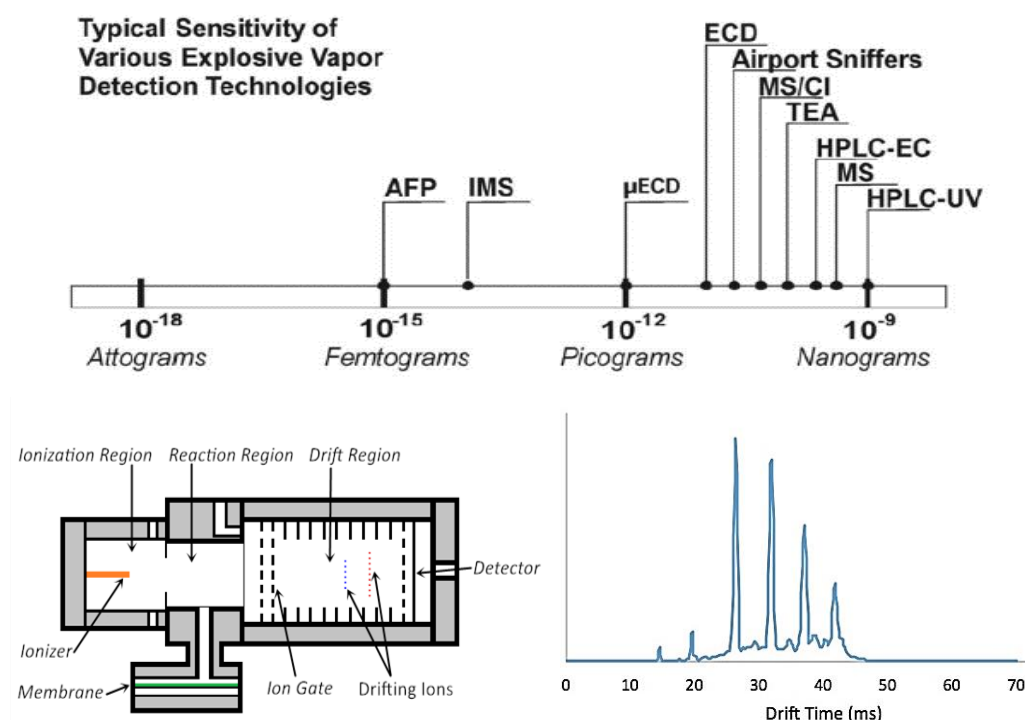 Typical Sensitivity of
Various Explosive Vapor
Detection Technologies
ECD
Airport Sniffers
MS/CI
TEA
HPLC-EC
MS
HPLC-UV
AFP
IMS
µECD
10-18
10-15
10-12
10-9
Attograms
Femtograms
Picograms
Nanograms
Ionization Region
Reaction Region
Drift Region
Detector
Ionizer
Membrane
Ion Gate
Drifting Ions
0 10 20 30 40 50 60 70
Drift Time (ms)